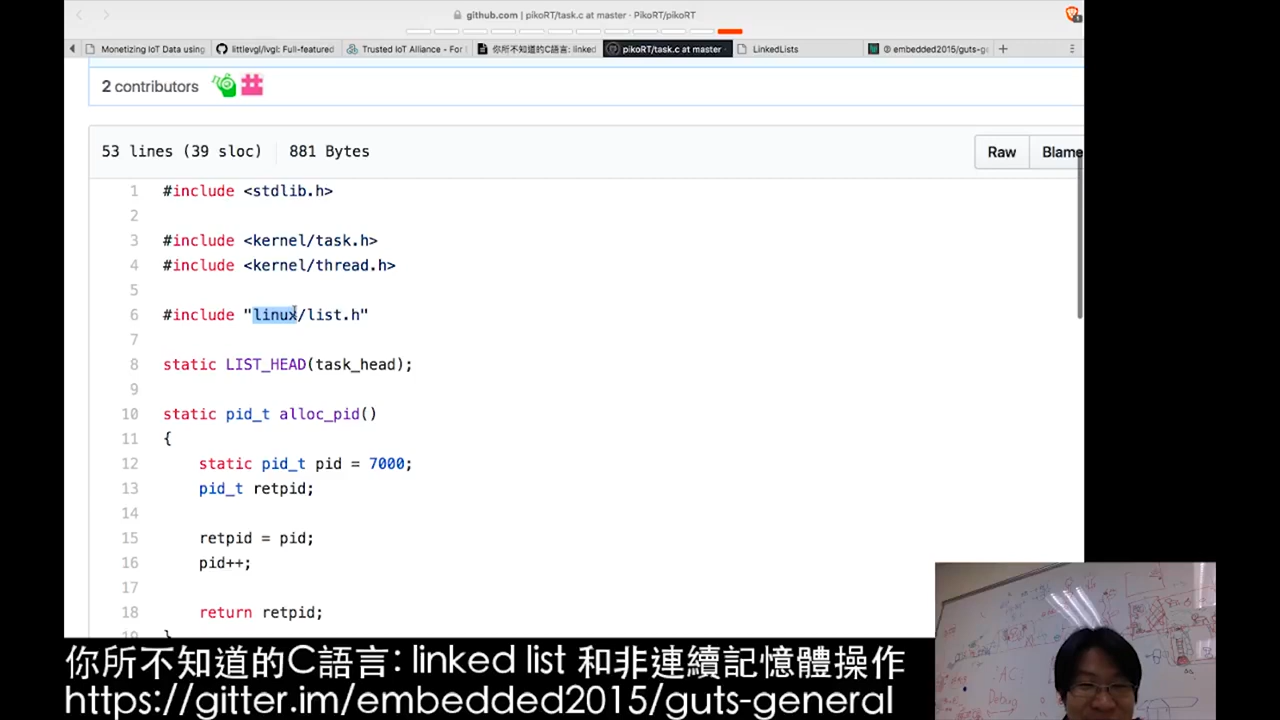 github.com | pikoRT/task.c at master · PikoRT/pikoRT
Monetizing IoT Data using
littlevgl/lvgl: Full-featured
Trusted IoT Alliance - For
你所不知道的C語言: linked
pikoRT/task.c at master
LinkedLists
@ embedded2015/guts-ge
2 contributors
53 lines (39 sloc) 881 Bytes
Raw
Blame
1 #include <stdlib.h>
2
3 #include <kernel/task.h>
4 #include <kernel/thread.h>
5
6 #include "linux/list.h"
7
8 static LIST_HEAD(task_head);
9
10 static pid_t alloc_pid()
11 {
12 static pid_t pid = 7000;
13 pid_t retpid;
14
15 retpid = pid;
16 pid++;
17
18 return retpid;
19 }
你所不知道的C語言: linked list 和非連續記憶體操作
https://gitter.im/embedded2015/guts-general
AC:
Debug